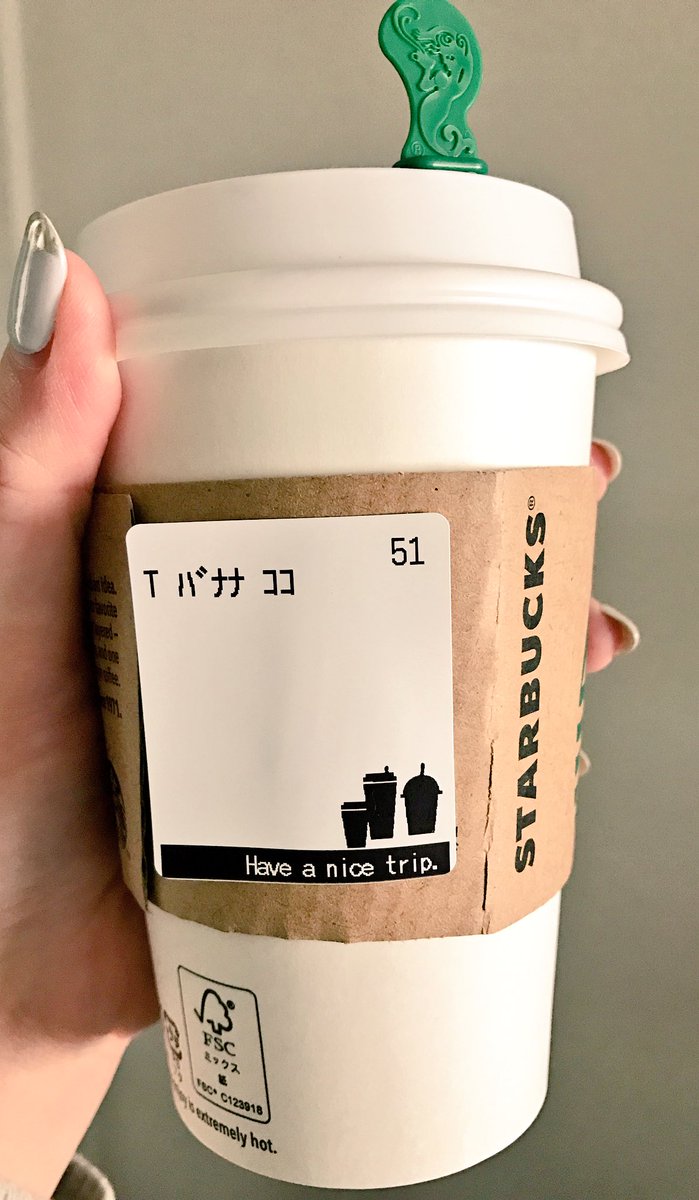 51
T バナナ ココ
Have a nice trip.
STARBUCKS®
FSC®
ミックス
紙
FSC® C123918
is extremely hot.